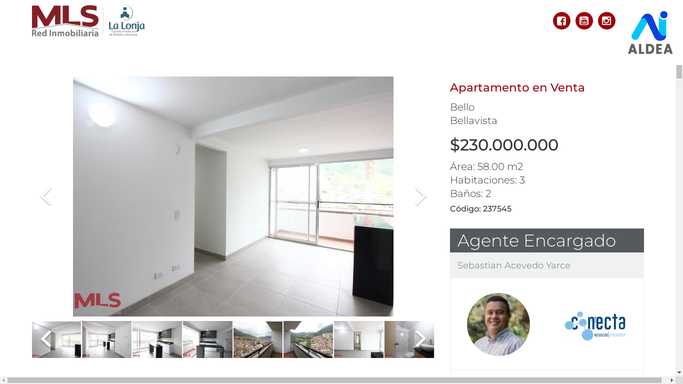 MLS
Red Inmobiliaria
La Lonja
ALDEA
Apartamento en Venta
Bello
Bellavista
$230.000.000
Área: 58.00 m2
Habitaciones: 3
Baños: 2
Código: 237545
MLS
Agente Encargado
Sebastian Acevedo Yarce
conecta